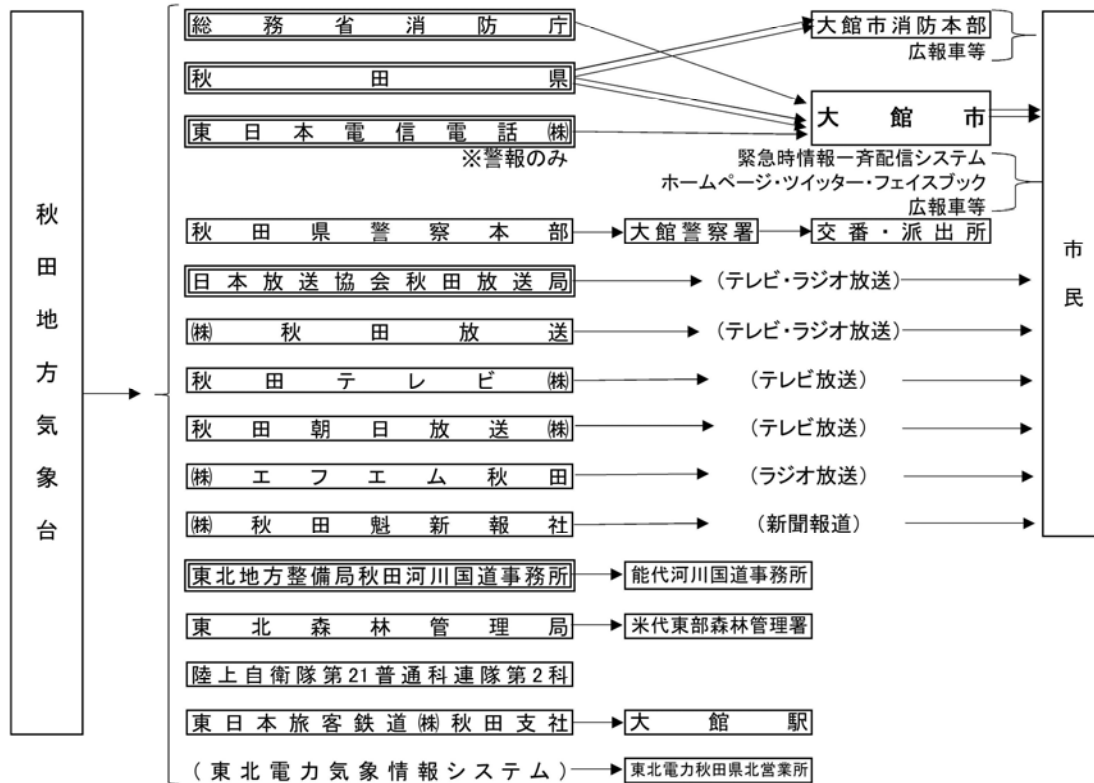 秋田地方気象台
総務省消防庁
大館市消防本部
広報車等
秋田県
大館市
東日本電信電話㈱
※警報のみ
緊急時情報一斉配信システム
ホームページ・ツイッター・フェイスブック
広報車等
秋田県警察本部
大館警察署
交番・派出所
市民
日本放送協会秋田放送局
(テレビ・ラジオ放送)
㈱秋田放送
(テレビ・ラジオ放送)
秋田テレビ㈱
(テレビ放送)
秋田朝日放送㈱
(テレビ放送)
㈱エフエム秋田
(ラジオ放送)
㈱秋田魁新報社
(新聞報道)
東北地方整備局秋田河川国道事務所
能代河川国道事務所
東北森林管理局
米代東部森林管理署
陸上自衛隊第21普通科連隊第2科
東日本旅客鉄道㈱秋田支社
大館駅
(東北電力気象情報システム)
東北電力秋田県北営業所